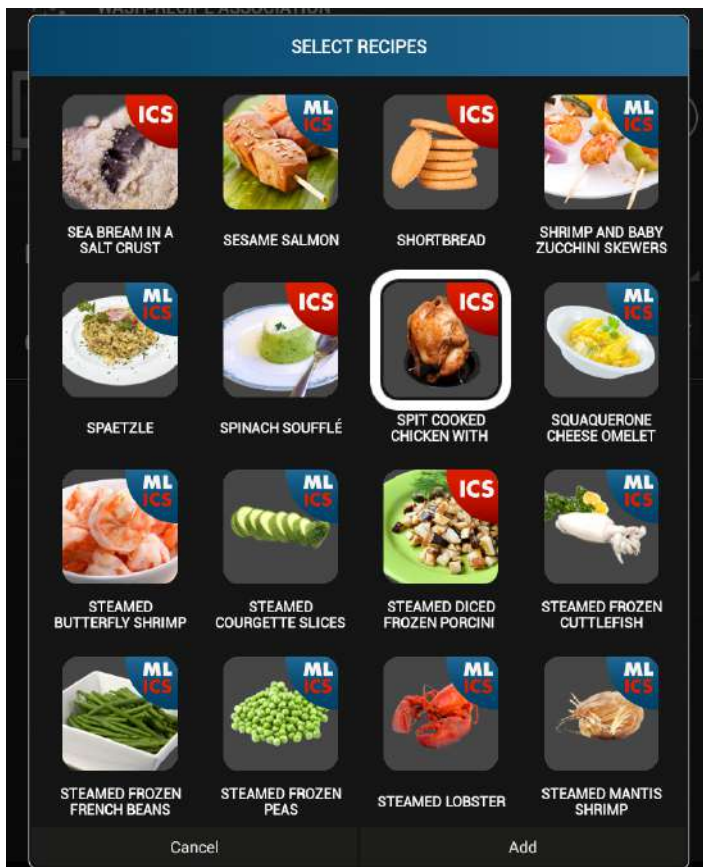 WASH-RECIPE ASSOCIATION
SELECT RECIPES
ICS
ML
ICS
ICS
ML
ICS
SEA BREAM IN A
SALT CRUST
SESAME SALMON
SHORTBREAD
SHRIMP AND BABY
ZUCCHINI SKEWERS
ML
ICS
ICS
ICS
ML
ICS
SPAETZLE
SPINACH SOUFFLÉ
SPIT COOKED
CHICKEN WITH
SQUAQUERONE
CHEESE OMELET
ML
ICS
ML
ICS
ICS
ML
ICS
STEAMED
BUTTERFLY SHRIMP
STEAMED
COURGETTE SLICES
STEAMED DICED
FROZEN PORCINI
STEAMED FROZEN
CUTTLEFISH
ML
ICS
ML
ICS
ML
ICS
ML
ICS
STEAMED FROZEN
FRENCH BEANS
STEAMED FROZEN
PEAS
STEAMED LOBSTER
STEAMED MANTIS
SHRIMP
Cancel
Add